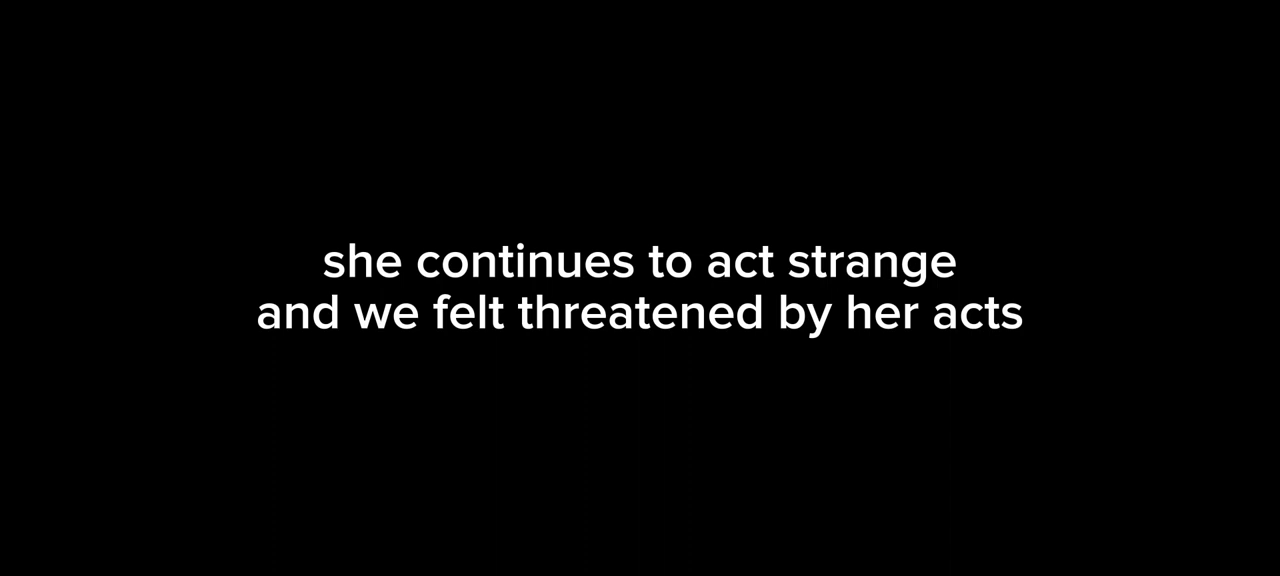 she continues to act strange
and we felt threatened by her acts